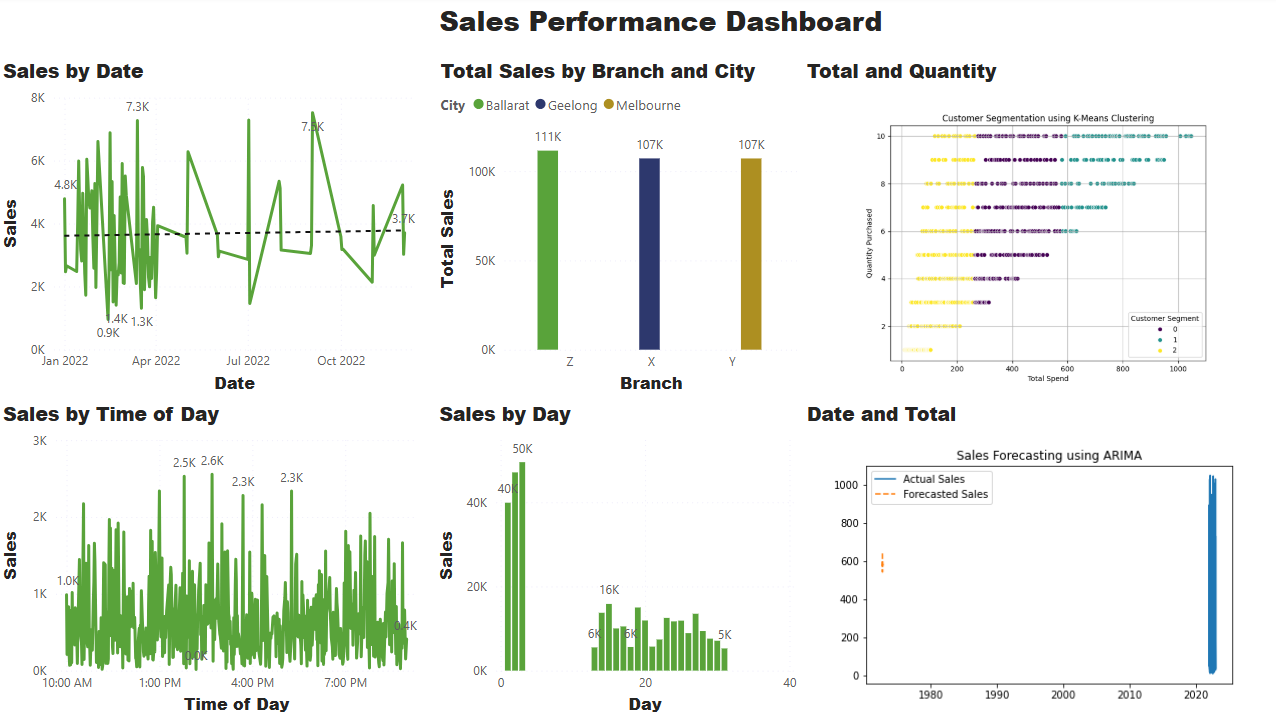 Sales Performance Dashboard
Sales by Date
8K
6K
4K
2K
0K
Sales
4.8K
7.3K
7.5K
3.7K
1.4K
1.3K
0.9K
Jan 2022
Apr 2022
Jul 2022
Oct 2022
Date
Total Sales by Branch and City
City Ballarat Geelong Melbourne
111K
107K
107K
100K
50K
0K
Total Sales
Z
X
Y
Branch
Total and Quantity
Customer Segmentation using K-Means Clustering
10
8
6
4
2
Quantity Purchased
Customer Segment
0
1
2
0
200
400
600
800
1000
Total Spend
Sales by Time of Day
3K
2K
1K
0K
Sales
1.0K
2.5K
2.6K
2.3K
2.3K
0.4K
0.0K
10:00 AM
1:00 PM
4:00 PM
7:00 PM
Time of Day
Sales by Day
40K
20K
0K
Sales
50K
40K
16K
6K
6K
5K
0
20
40
Day
Date and Total
Sales Forecasting using ARIMA
Actual Sales
Forecasted Sales
1000
800
600
400
200
0
1980
1990
2000
2010
2020